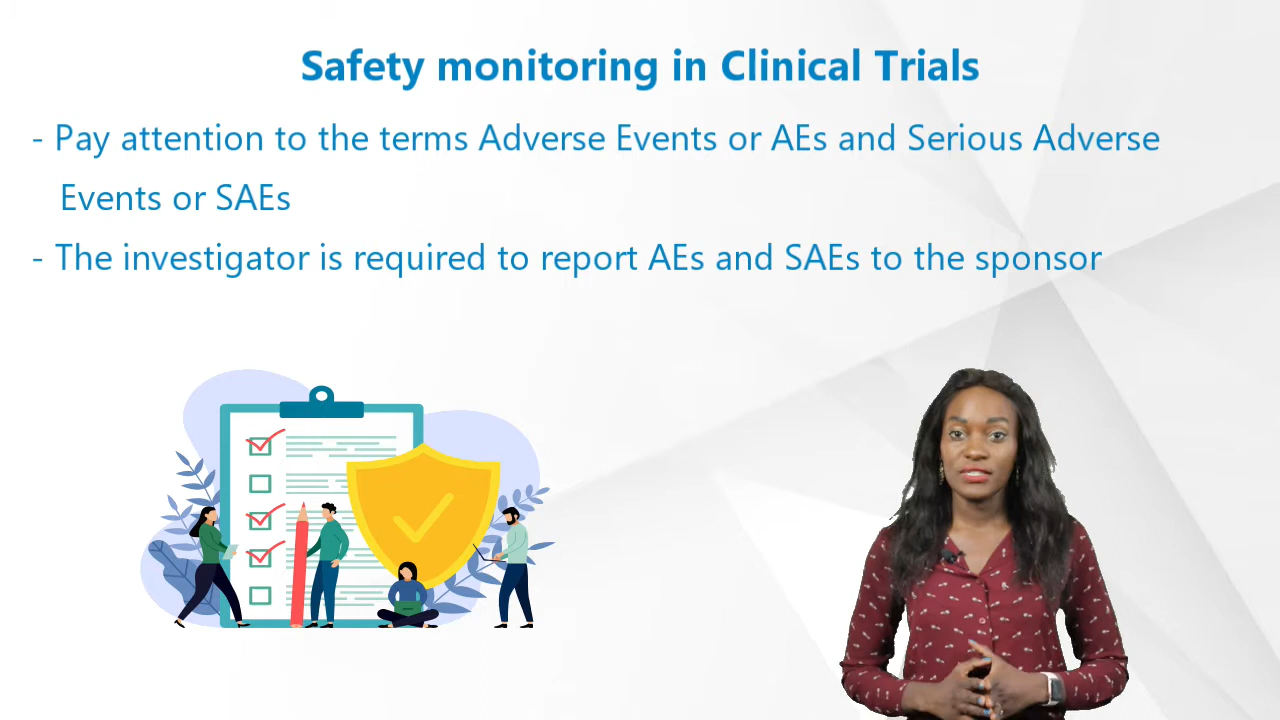 Safety monitoring in Clinical Trials
- Pay attention to the terms Adverse Events or AEs and Serious Adverse
Events or SAEs
- The investigator is required to report AEs and SAEs to the sponsor